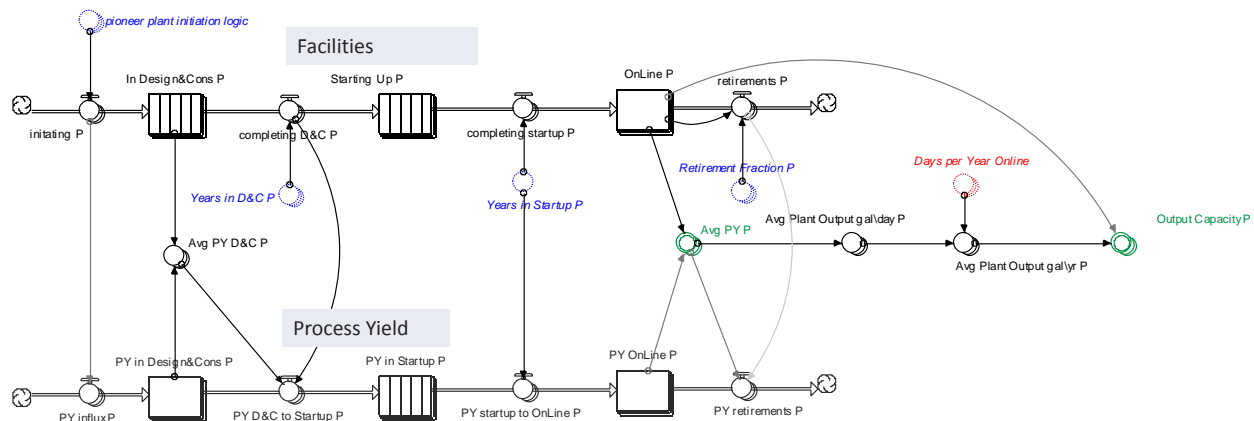 pioneer plant initiation logic
Facilities
In Design&Cons P
Starting Up P
OnLine P
retirements P
initiating P
completing D&C P
completing startup P
Years in D&C P
Years in Startup P
Retirement Fraction P
Days per Year Online
Avg PY D&C P
Avg PY P
Avg Plant Output gal\day P
Output Capacity P
Avg Plant Output gal\yr P
Process Yield
PY in Design&Cons P
PY in Startup P
PY OnLine P
PY influx P
PY D&C to Startup P
PY startup to OnLine P
PY retirements P